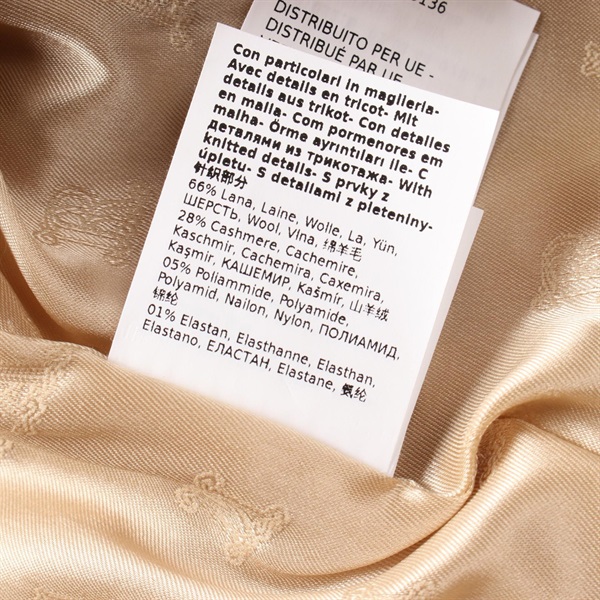 136
DISTRIBUITO PER UE -
DISTRIBUÉ PAR UE
Con particolari in maglieria-
Avec details en tricot- Mit
details aus trikot- Con detalles
en malla- Com pormenores em
malha- Örme ayrıntıları ile- С
деталями из трикотажа- With
knitted details- S prvky z
úpletu- S detailami z pleteniny-
针织部分
66% Lana, Laine, Wolle, La, Yün,
ШЕРСТЬ, Wool, Vlna, 绵羊毛
28% Cashmere, Cachemire,
Kaschmir, Cachemira, Caxemira,
Kaşmir, КАШЕМИР, Kašmír, 山羊绒
05% Poliammide, Polyamide,
Polyamid, Nailon, Nylon, ПОЛИАМИД,
锦纶
01% Elastan, Elasthanne, Elasthan,
Elastano, ЕЛАСТАН, Elastane, 氨纶